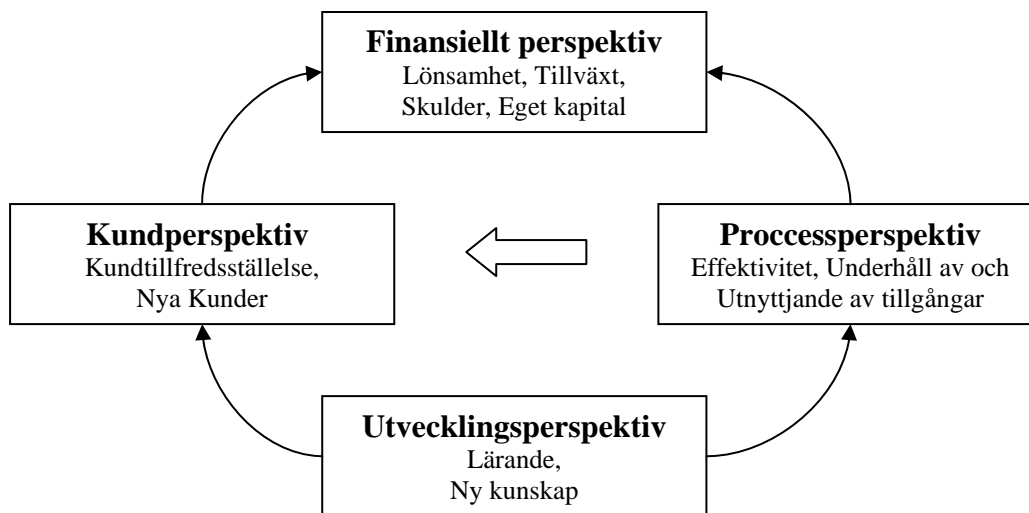 Finansiellt perspektiv
Lönsamhet, Tillväxt,
Skulder, Eget kapital
Kundperspektiv
Kundtillfredsställelse,
Nya Kunder
Proccessperspektiv
Effektivitet, Underhåll av och
Utnyttjande av tillgångar
Utvecklingsperspektiv
Lärande,
Ny kunskap